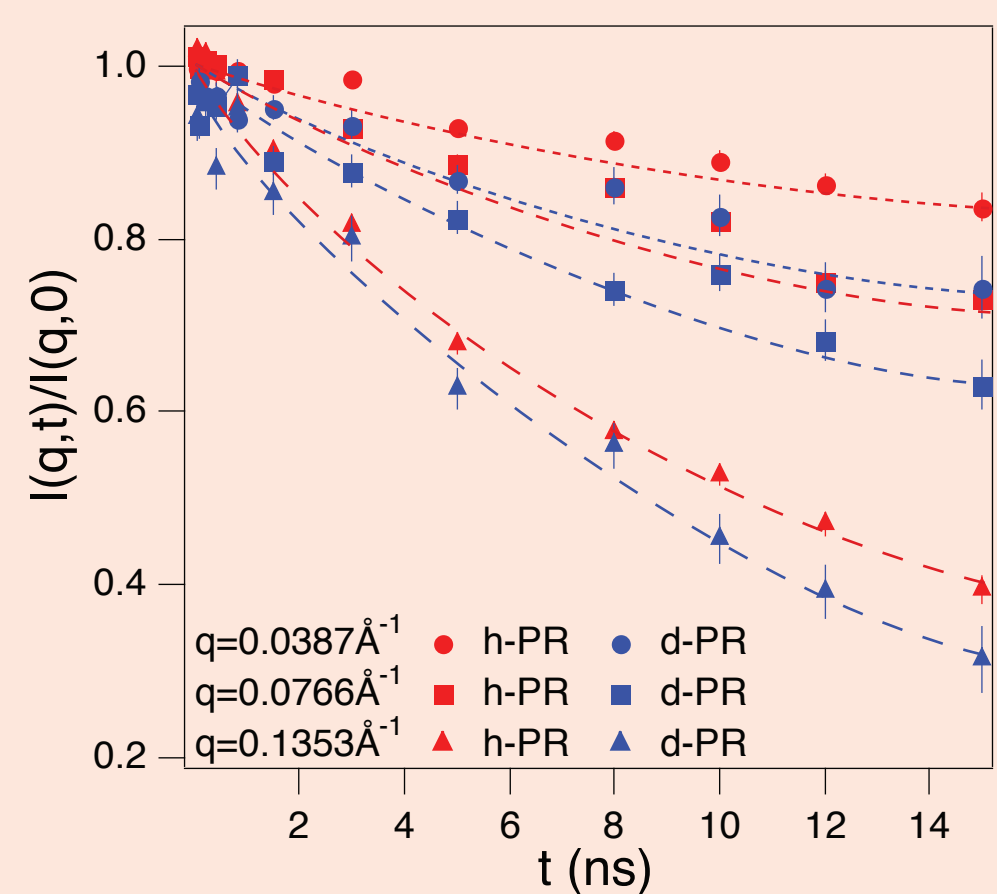 I(q,t)/I(q,0)
1.0
0.8
0.6
0.4
0.2
q=0.0387Å-1 h-PR d-PR
q=0.0766Å-1 h-PR d-PR
q=0.1353Å-1 h-PR d-PR
2 4 6 8 10 12 14
t (ns)